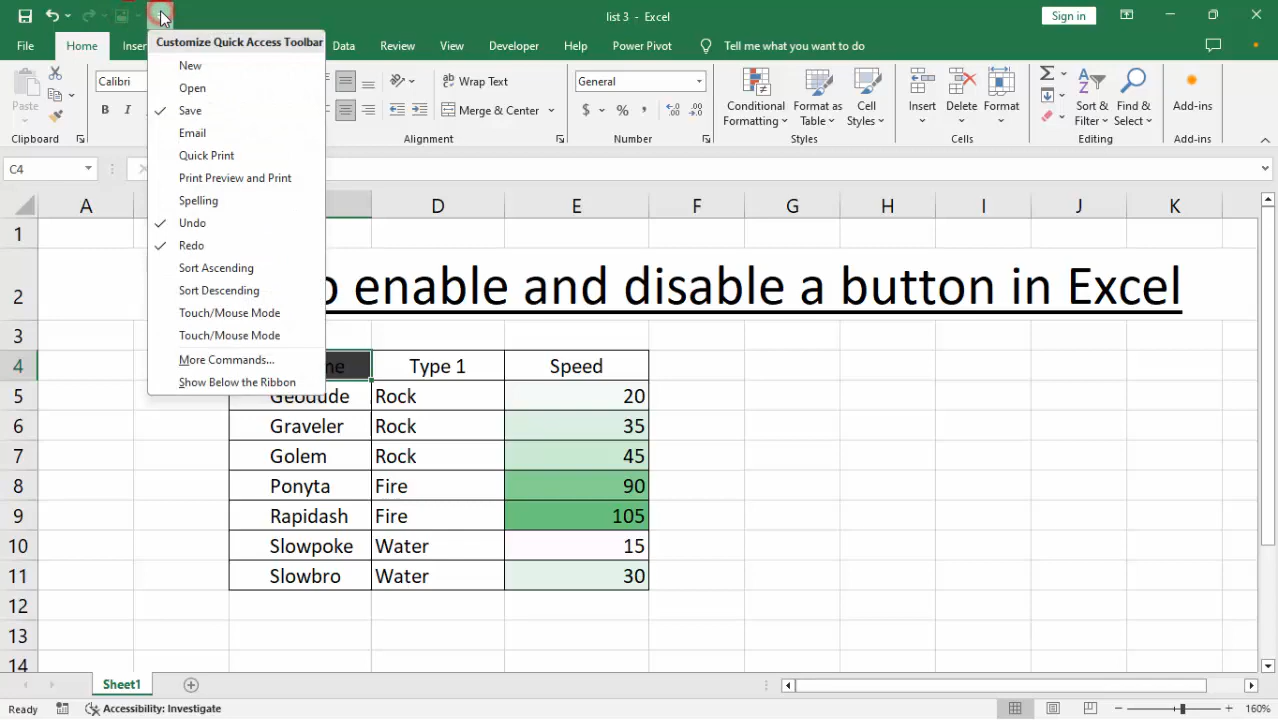 list 3 - Excel
Sign in
File
Home
Inser
Data
Review
View
Developer
Help
Power Pivot
Tell me what you want to do
Customize Quick Access Toolbar
New
Open
Save
Email
Quick Print
Print Preview and Print
Spelling
Undo
Redo
Sort Ascending
Sort Descending
Touch/Mouse Mode
Touch/Mouse Mode
More Commands...
Show Below the Ribbon
Paste
Clipboard
Calibri
B I
Wrap Text
Merge & Center
Alignment
General
$ % ,
Number
Conditional Formatting
Format as Table
Cell Styles
Styles
Insert
Delete
Format
Cells
Sort & Filter
Find & Select
Editing
Add-ins
Add-ins
C4
A D E F G H I J K
1
2 o enable and disable a button in Excel
3
4 me Type 1 Speed
5 Geodude Rock 20
6 Graveler Rock 35
7 Golem Rock 45
8 Ponyta Fire 90
9 Rapidash Fire 105
10 Slowpoke Water 15
11 Slowbro Water 30
12
13
14
Sheet1
Ready
Accessibility: Investigate
160%